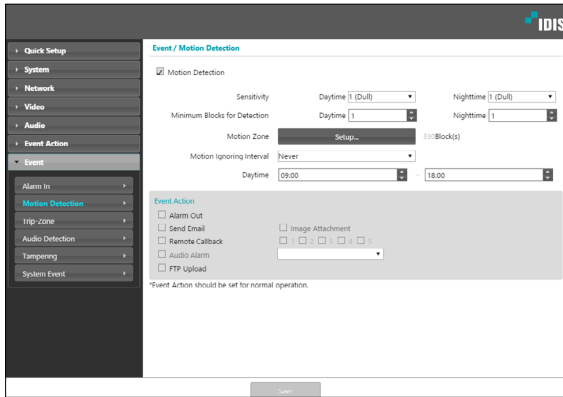 IDIS
Quick Setup
System
Network
Video
Audio
Event Action
Event
Alarm In
Motion Detection
Trip-Zone
Audio Detection
Tampering
System Event
Event / Motion Detection
Motion Detection
Sensitivity Daytime 1 (Dull) Nighttime 1 (Dull)
Minimum Blocks for Detection Daytime 1 Nighttime 1
Motion Zone Setup... 330Block(s)
Motion Ignoring Interval Never
Daytime 09:00 ~ 18:00
Event Action
Alarm Out
Send Email Image Attachment
Remote Callback 1 2 3 4 5
Audio Alarm
FTP Upload
*Event Action should be set for normal operation.
Save